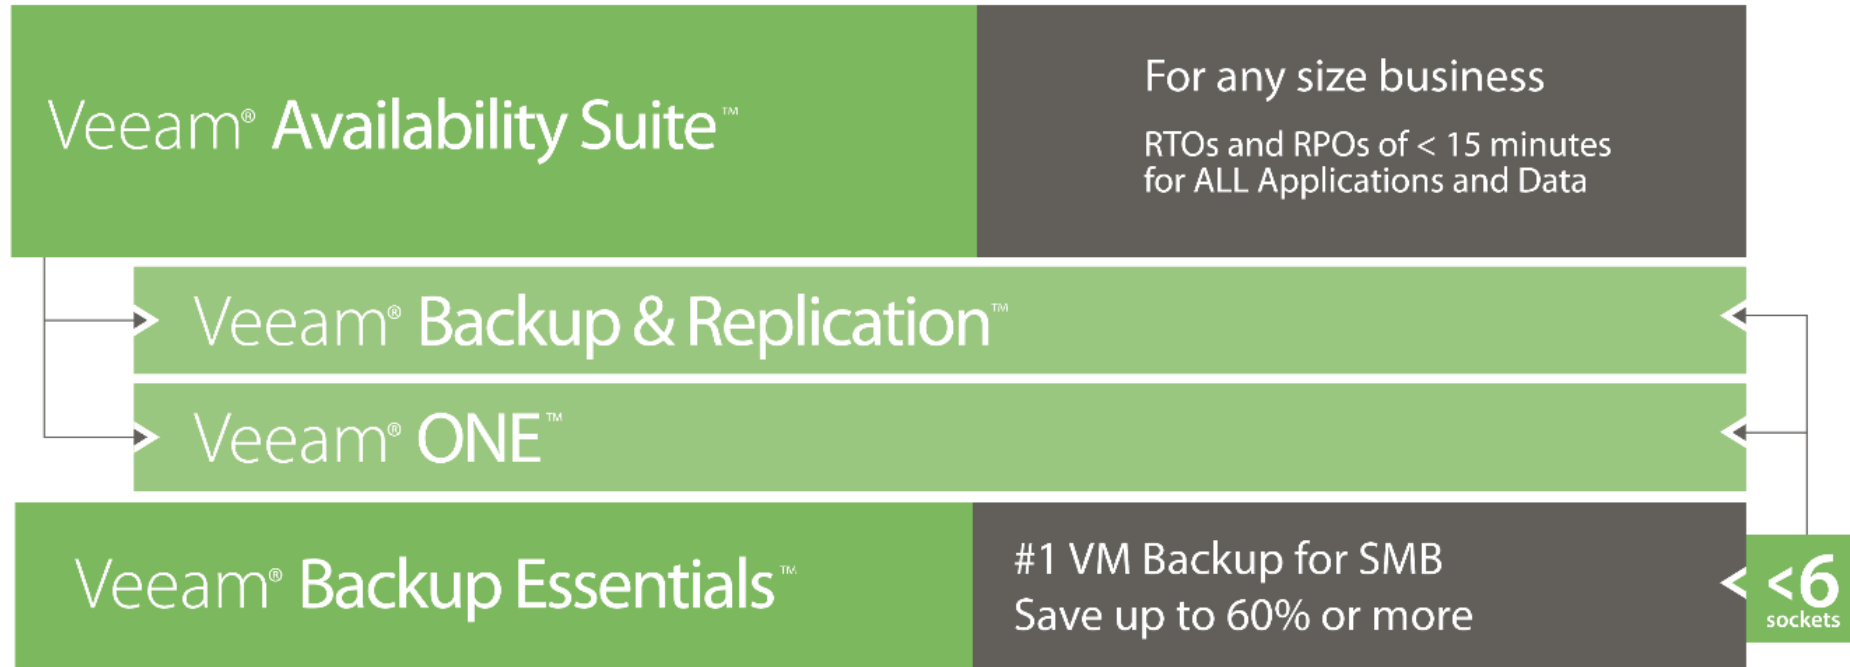 Veeam® Availability Suite™
For any size business
RTOs and RPOs of < 15 minutes
for ALL Applications and Data
Veeam® Backup & Replication™
Veeam® ONE™
Veeam® Backup Essentials™
#1 VM Backup for SMB
Save up to 60% or more
<6
sockets